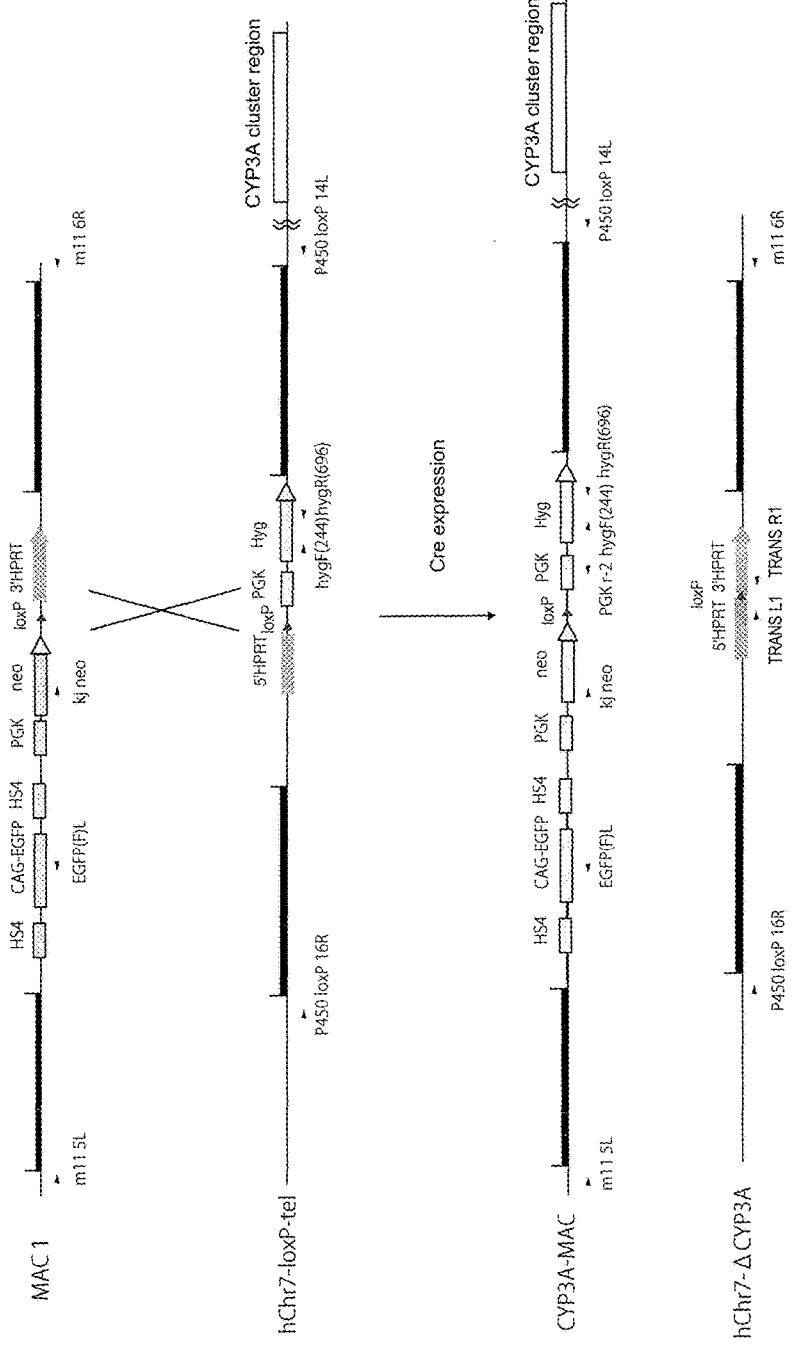 MAC 1
HS4 CAG-EGFP HS4 PGK neo loxP 3'HPRT
m11 5L EGFP(F)L kj neo m11 6R
hChr7-loxP-tel
5'HPRT loxP PGK Hyg CYP3A cluster region
P450 loxP 16R hygF(244) hygR(696) P450 loxP 14L
Cre expression
CYP3A-MAC
HS4 CAG-EGFP HS4 PGK neo loxP PGK Hyg CYP3A cluster region
m11 5L EGFP(F)L kj neo PGK r-2 hygF(244) hygR(696) P450 loxP 14L
hChr7-Δ CYP3A
loxP
5'HPRT 3'HPRT
P450 loxP 16R TRANS L1 TRANS R1 m11 6R